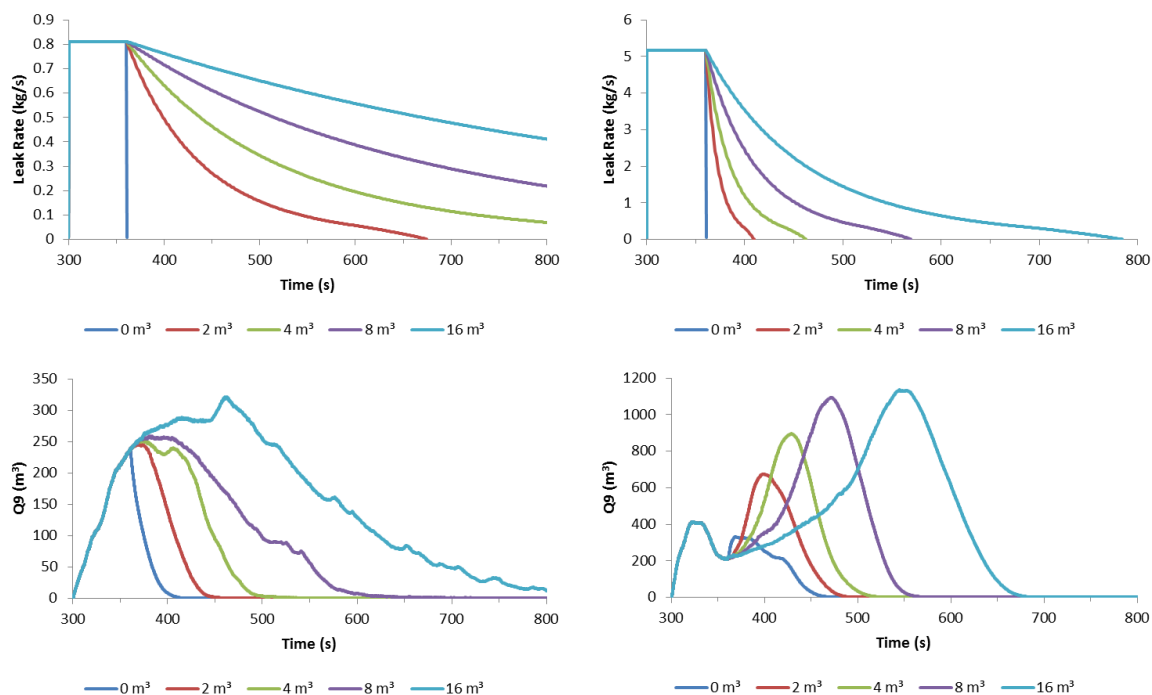 0.9
0.8
0.7
0.6
0.5
0.4
0.3
0.2
0.1
0
Leak Rate (kg/s)
300 400 500 600 700 800
Time (s)
0 m³ 2 m³ 4 m³ 8 m³ 16 m³
6
5
4
3
2
1
0
Leak Rate (kg/s)
300 400 500 600 700 800
Time (s)
0 m³ 2 m³ 4 m³ 8 m³ 16 m³
350
300
250
200
150
100
50
0
Q9 (m³)
300 400 500 600 700 800
Time (s)
0 m³ 2 m³ 4 m³ 8 m³ 16 m³
1200
1000
800
600
400
200
0
Q9 (m³)
300 400 500 600 700 800
Time (s)
0 m³ 2 m³ 4 m³ 8 m³ 16 m³